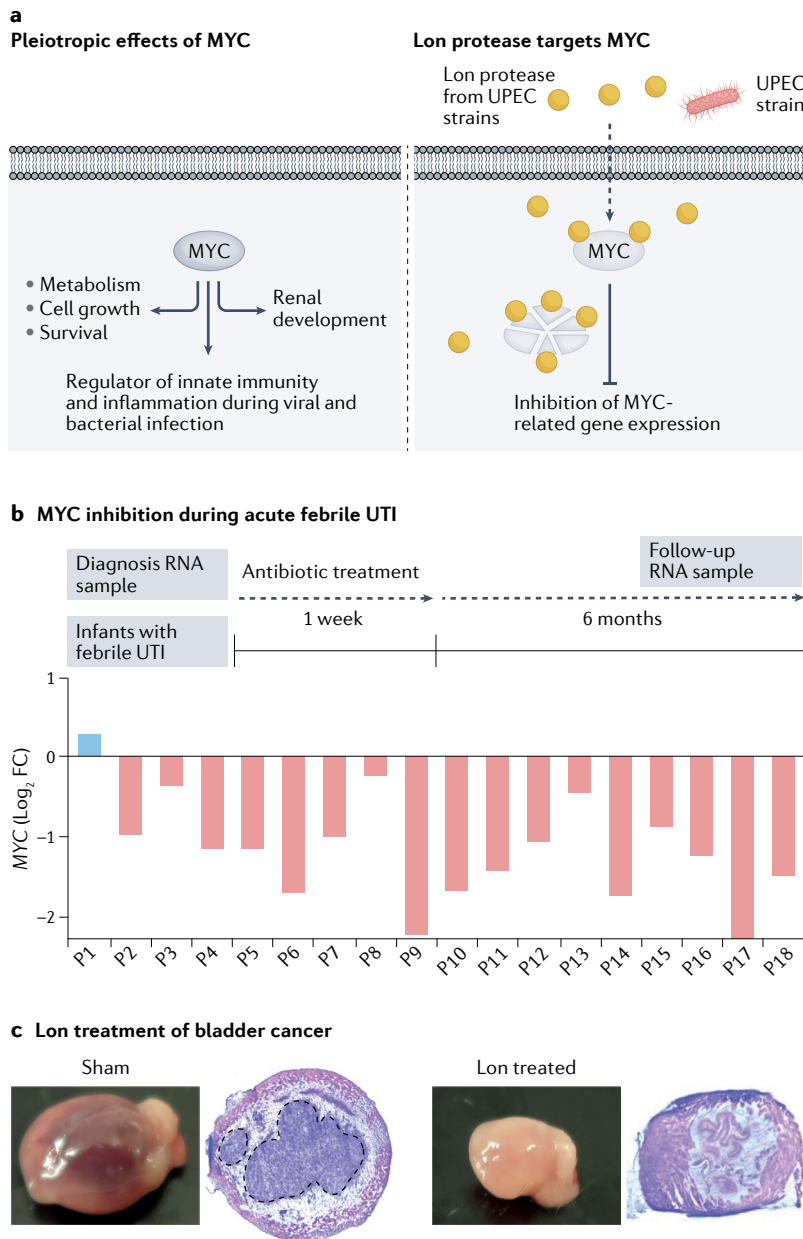 a
Pleiotropic effects of MYC
Lon protease targets MYC
Lon protease
from UPEC
strains
UPEC
strain
MYC
MYC
• Metabolism
• Cell growth
• Survival
Renal
development
Regulator of innate immunity
and inflammation during viral and
bacterial infection
Inhibition of MYC-
related gene expression
b MYC inhibition during acute febrile UTI
Diagnosis RNA
sample
Antibiotic treatment
Follow-up
RNA sample
Infants with
febrile UTI
1 week
6 months
MYC (Log₂ FC)
1
0
–1
–2
P1 P2 P3 P4 P5 P6 P7 P8 P9 P10 P11 P12 P13 P14 P15 P16 P17 P18
c Lon treatment of bladder cancer
Sham
Lon treated